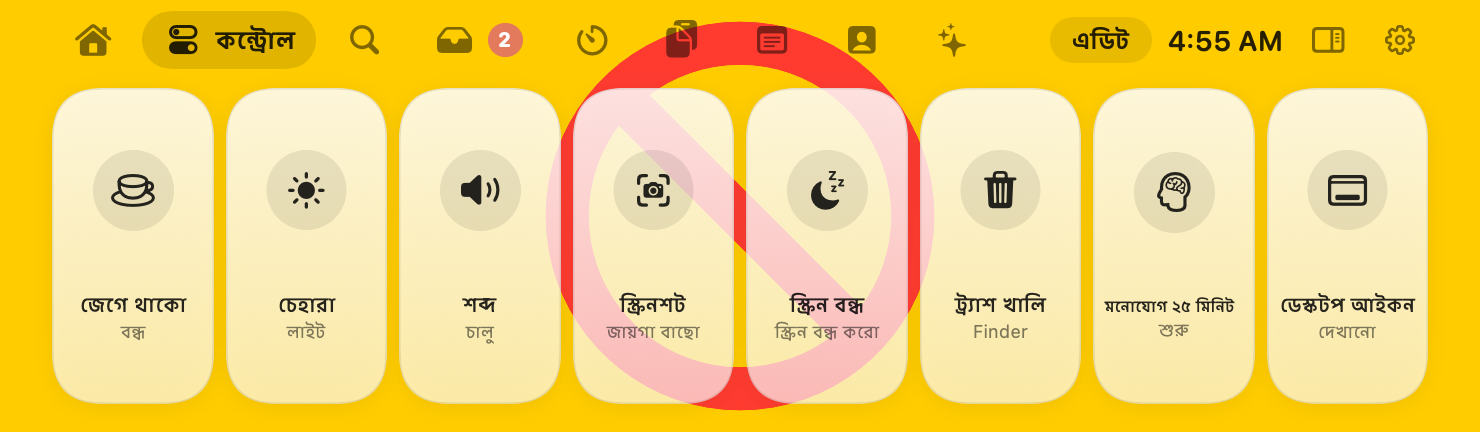 কন্ট্রোল
2
এডিট
4:55 AM
জেগে থাকো
বন্ধ
চেহারা
লাইট
শব্দ
চালু
স্ক্রিনশট
জায়গা বাছো
স্ক্রিন বন্ধ
স্ক্রিন বন্ধ করো
ট্র্যাশ খালি
Finder
মনোযোগ ২৫ মিনিট
শুরু
ডেস্কটপ আইকন
দেখানো